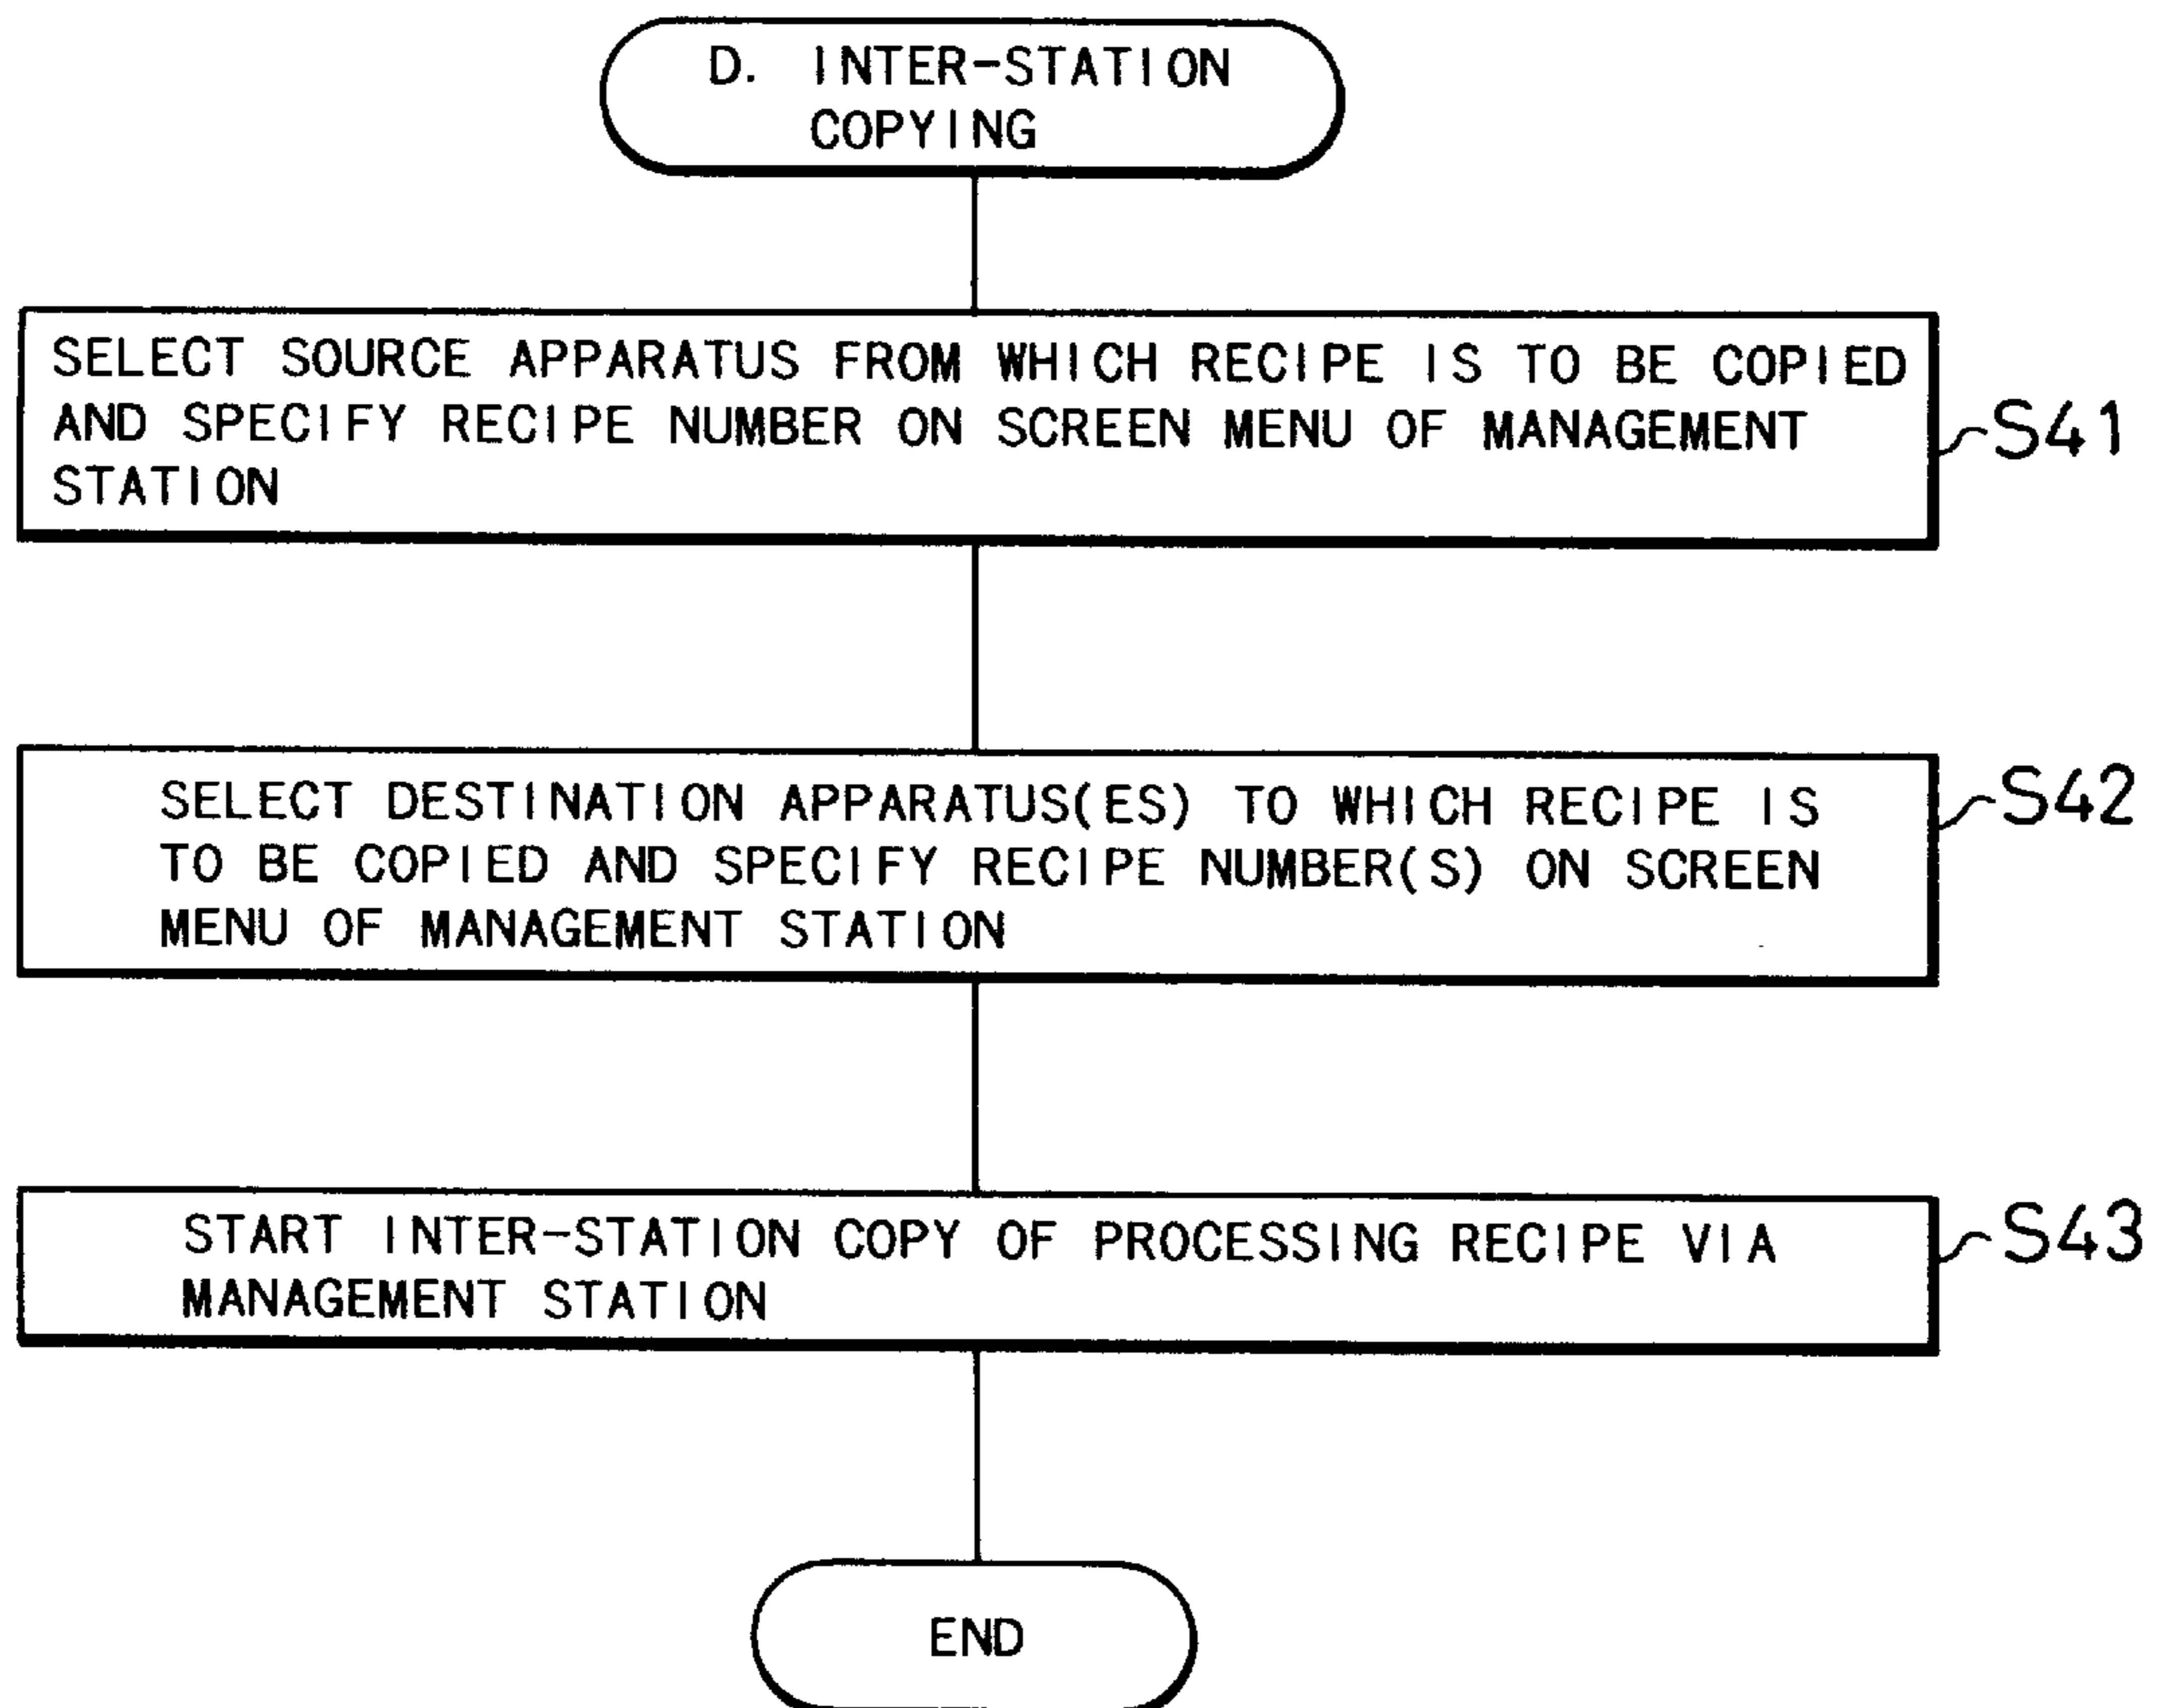 D. INTER-STATION
COPYING
SELECT SOURCE APPARATUS FROM WHICH RECIPE IS TO BE COPIED
AND SPECIFY RECIPE NUMBER ON SCREEN MENU OF MANAGEMENT
STATION
S41
SELECT DESTINATION APPARATUS(ES) TO WHICH RECIPE IS
TO BE COPIED AND SPECIFY RECIPE NUMBER(S) ON SCREEN
MENU OF MANAGEMENT STATION
S42
START INTER-STATION COPY OF PROCESSING RECIPE VIA
MANAGEMENT STATION
S43
END